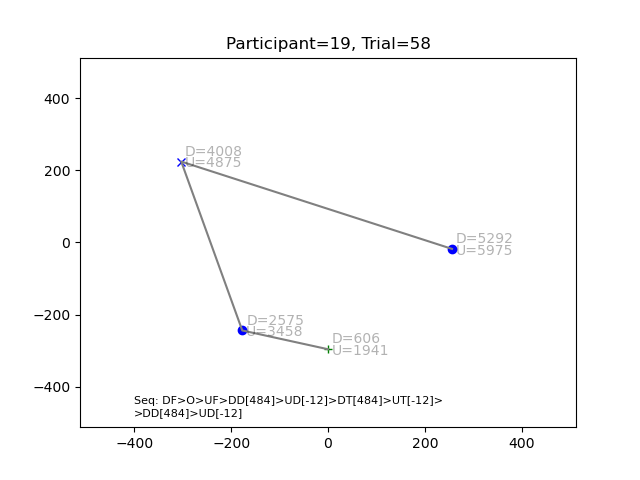 Participant=19, Trial=58
400
200
0
−200
−400
D=4008
U=4875
D=5292
U=5975
D=2575
U=3458
D=606
U=1941
Seq: DF>O>UF>DD[484]>UD[-12]>DT[484]>UT[-12]>
>DD[484]>UD[-12]
−400
−200
0
200
400